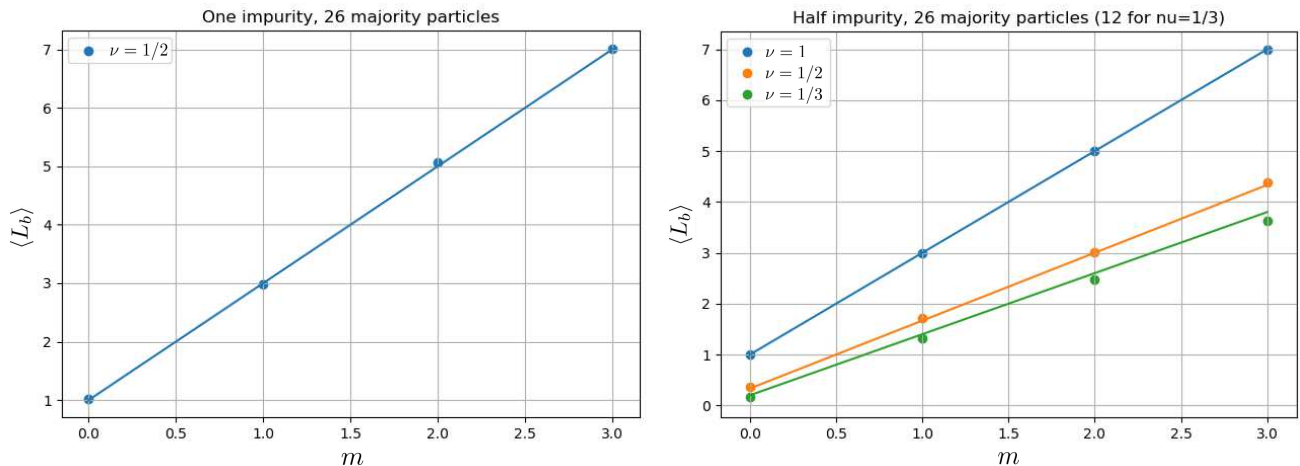 One impurity, 26 majority particles
ν = 1/2
7
6
5
4
3
2
1
0.0 0.5 1.0 1.5 2.0 2.5 3.0
m
⟨L_b⟩
Half impurity, 26 majority particles (12 for nu=1/3)
ν = 1
ν = 1/2
ν = 1/3
7
6
5
4
3
2
1
0
0.0 0.5 1.0 1.5 2.0 2.5 3.0
m
⟨L_b⟩